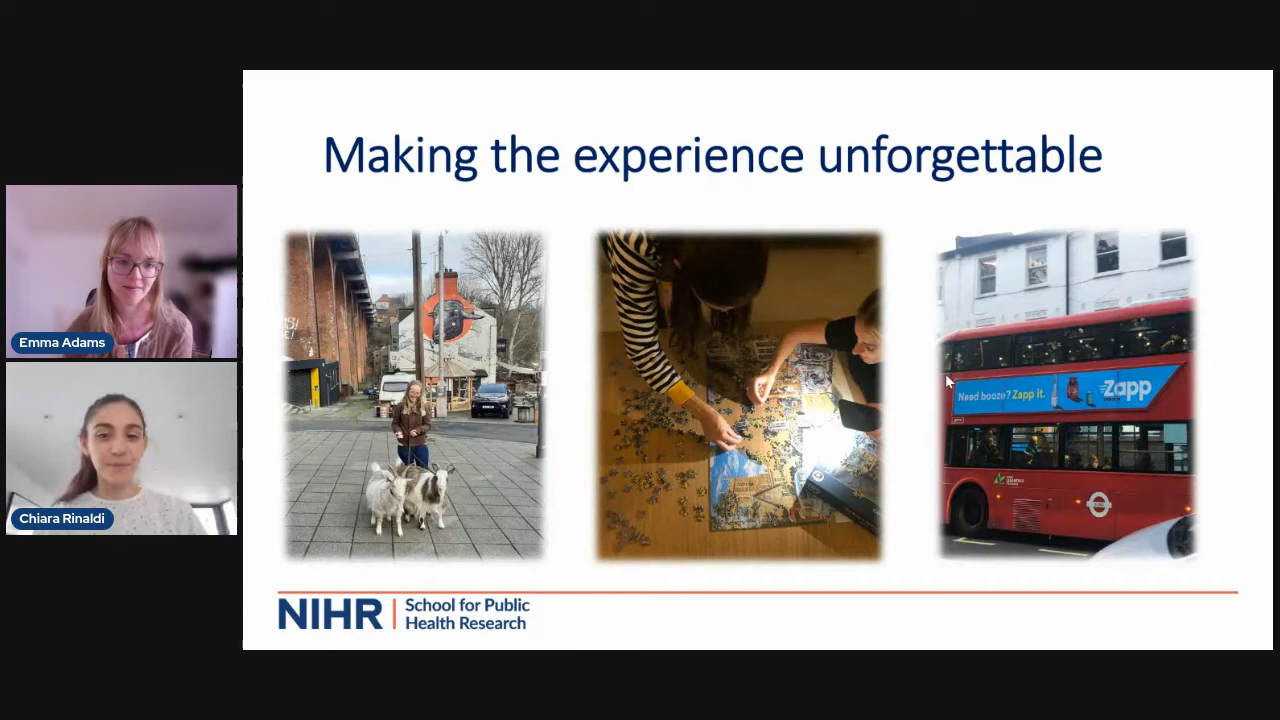 Making the experience unforgettable
Emma Adams
Chiara Rinaldi
Need booze? Zapp it.
Zapp
NIHR
School for Public
Health Research